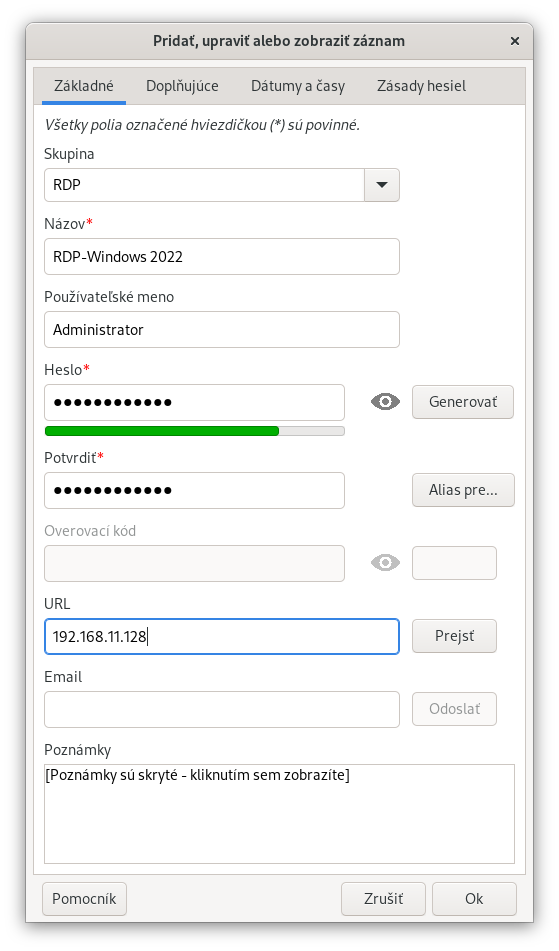 Pridať, upraviť alebo zobraziť záznam
Základné Doplňujúce Dátumy a časy Zásady hesiel
Všetky polia označené hviezdičkou (*) sú povinné.
Skupina
RDP
Názov*
RDP-Windows 2022
Používateľské meno
Administrator
Heslo*
●●●●●●●●●●●● Generovať
Potvrdiť*
●●●●●●●●●●●● Alias pre...
Overovací kód
URL
192.168.11.128 Prejsť
Email
Odoslať
Poznámky
[Poznámky sú skryté - kliknutím sem zobrazíte]
Pomocník Zrušiť Ok